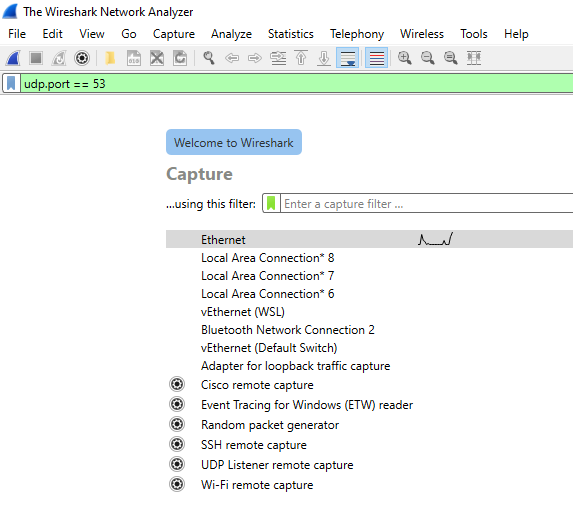 The Wireshark Network Analyzer
File Edit View Go Capture Analyze Statistics Telephony Wireless Tools Help
udp.port == 53
Welcome to Wireshark
Capture
...using this filter: Enter a capture filter ...
Ethernet
Local Area Connection* 8
Local Area Connection* 7
Local Area Connection* 6
vEthernet (WSL)
Bluetooth Network Connection 2
vEthernet (Default Switch)
Adapter for loopback traffic capture
Cisco remote capture
Event Tracing for Windows (ETW) reader
Random packet generator
SSH remote capture
UDP Listener remote capture
Wi-Fi remote capture